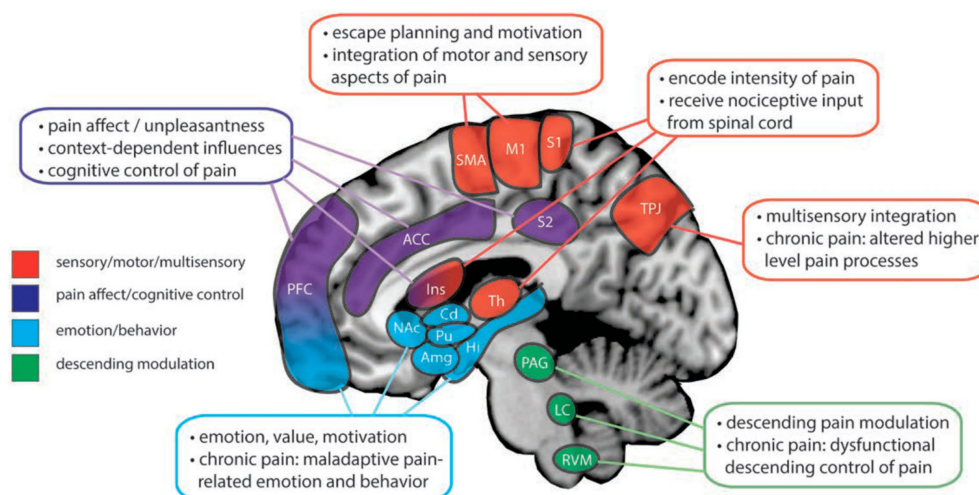 • escape planning and motivation
• integration of motor and sensory
aspects of pain
• encode intensity of pain
• receive nociceptive input
from spinal cord
• pain affect / unpleasantness
• context-dependent influences
• cognitive control of pain
SMA
M1
S1
TPJ
S2
ACC
PFC
Ins
Th
Cd
NAc
Pu
Hi
Amg
PAG
LC
RVM
• multisensory integration
• chronic pain: altered higher
level pain processes
sensory/motor/multisensory
pain affect/cognitive control
emotion/behavior
descending modulation
• emotion, value, motivation
• chronic pain: maladaptive pain-
related emotion and behavior
• descending pain modulation
• chronic pain: dysfunctional
descending control of pain